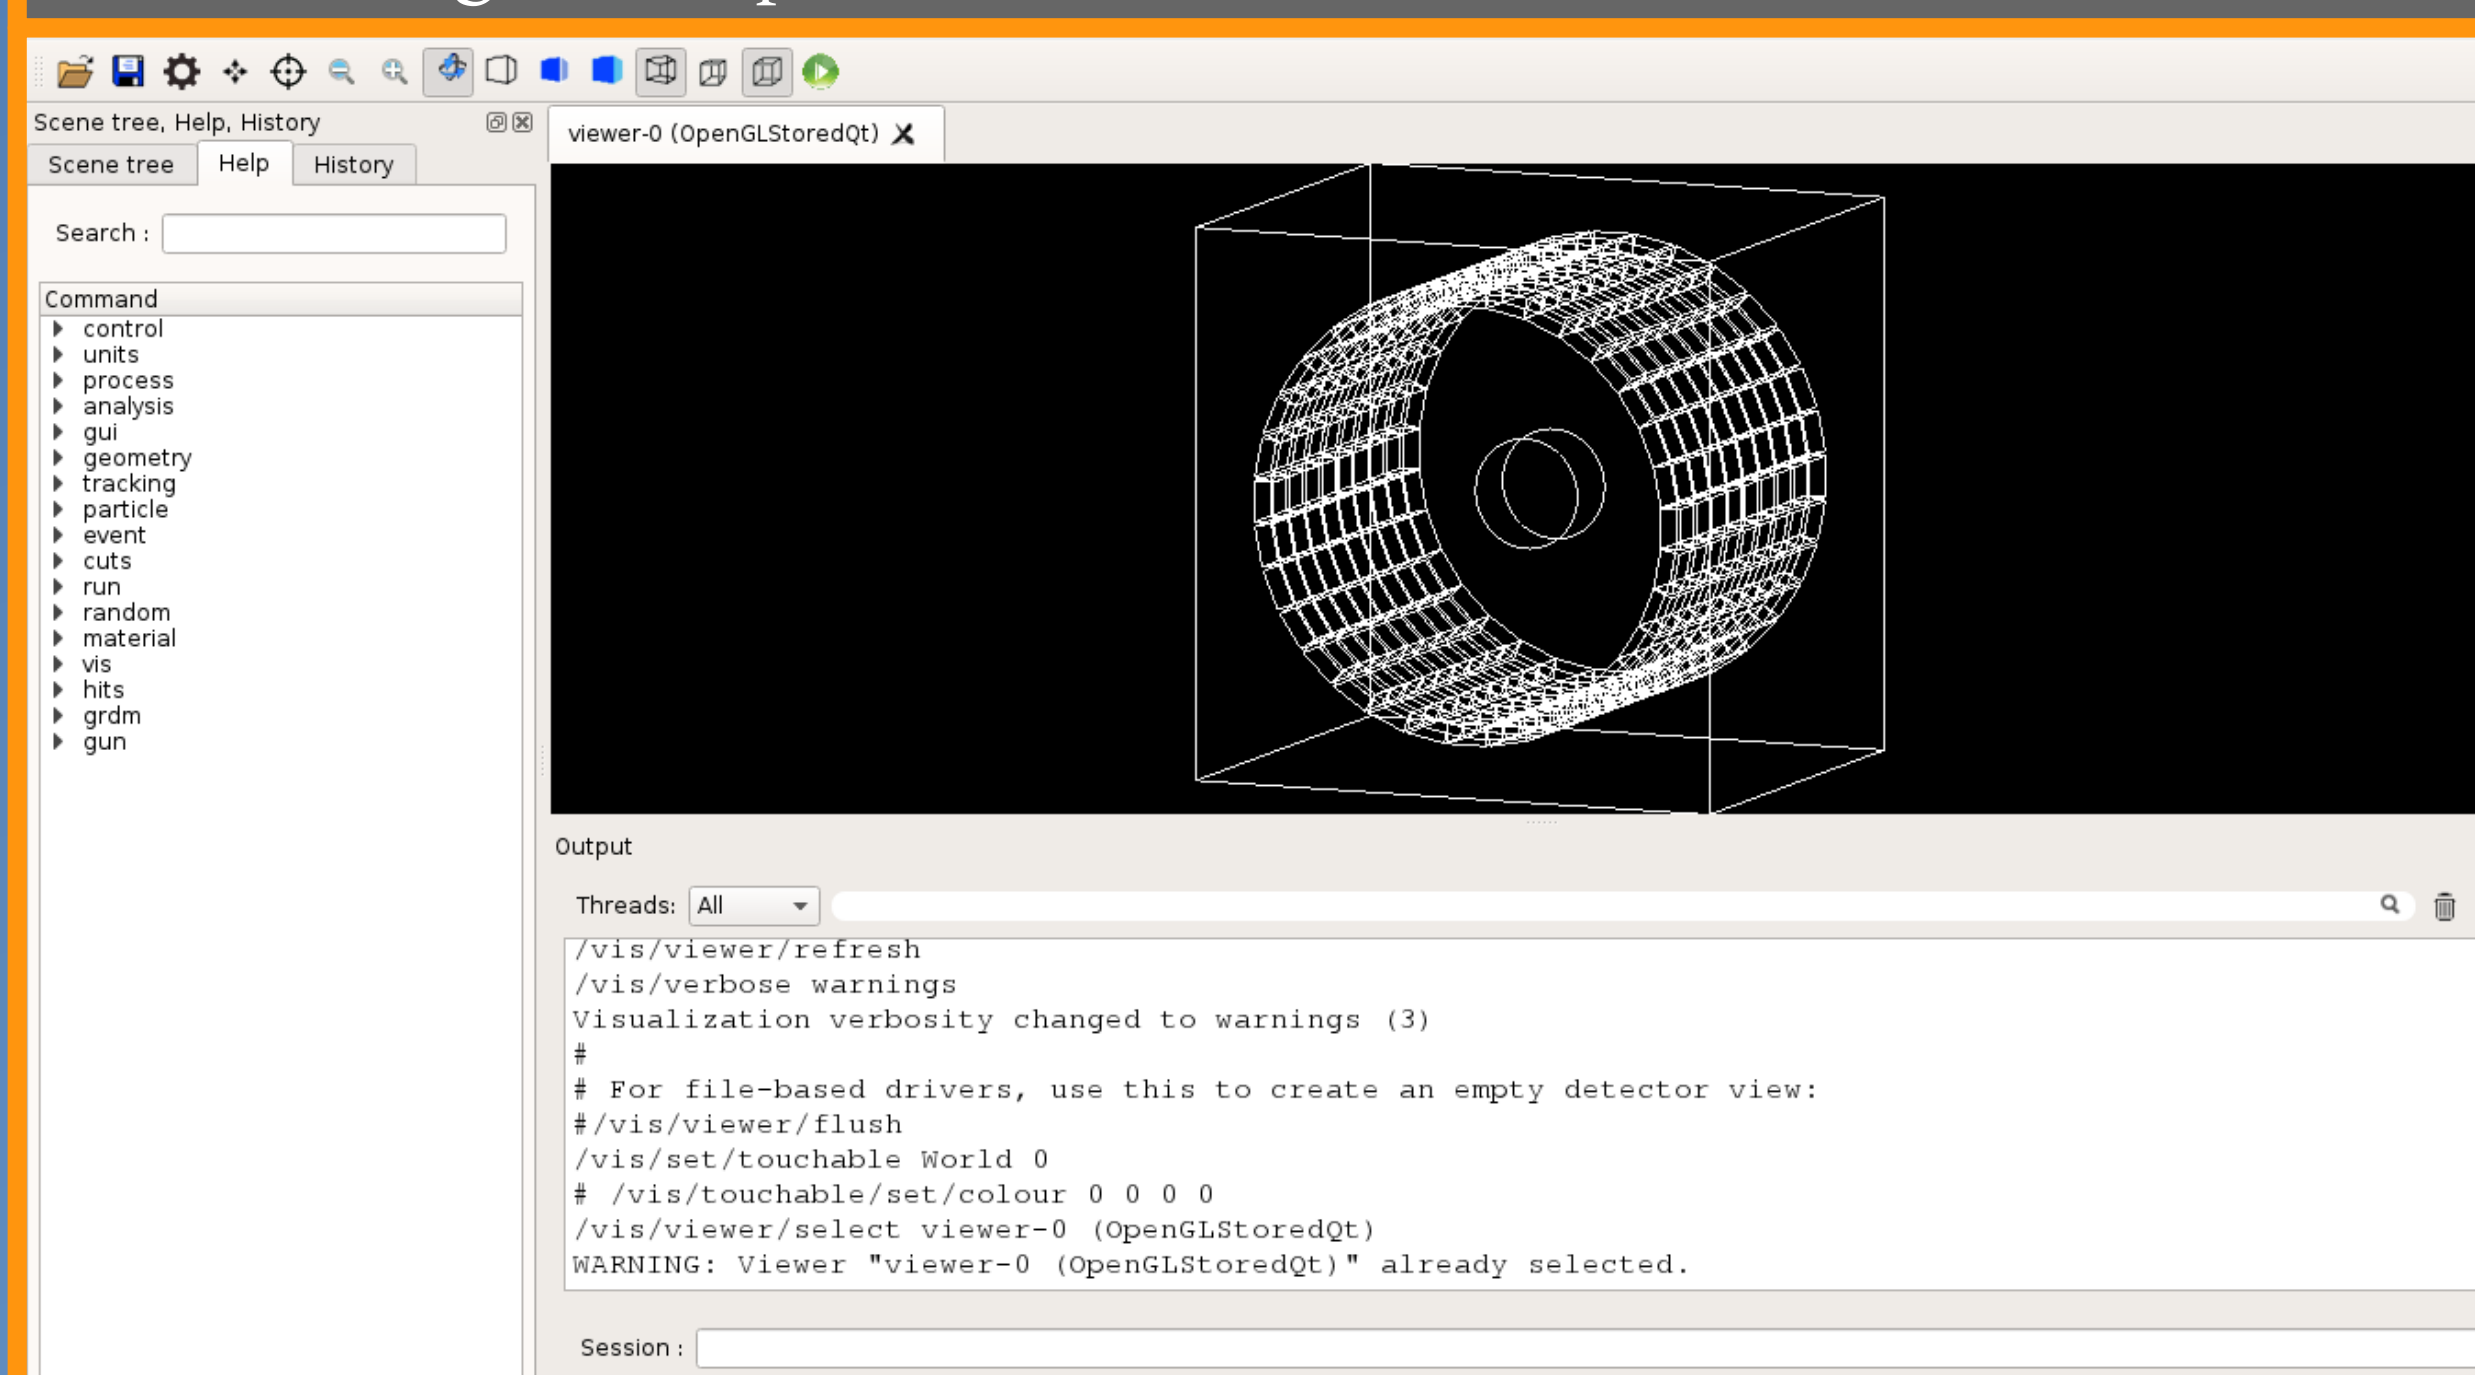 Scene tree, Help, History
Scene tree
Help
History
Search :
Command
control
units
process
analysis
gui
geometry
tracking
particle
event
cuts
run
random
material
vis
hits
grdm
gun
viewer-0 (OpenGLStoredQt)
Output
Threads: All
/vis/viewer/refresh
/vis/verbose warnings
Visualization verbosity changed to warnings (3)
#
# For file-based drivers, use this to create an empty detector view:
#/vis/viewer/flush
/vis/set/touchable World 0
# /vis/touchable/set/colour 0 0 0 0
/vis/viewer/select viewer-0 (OpenGLStoredQt)
WARNING: Viewer "viewer-0 (OpenGLStoredQt)" already selected.
Session :